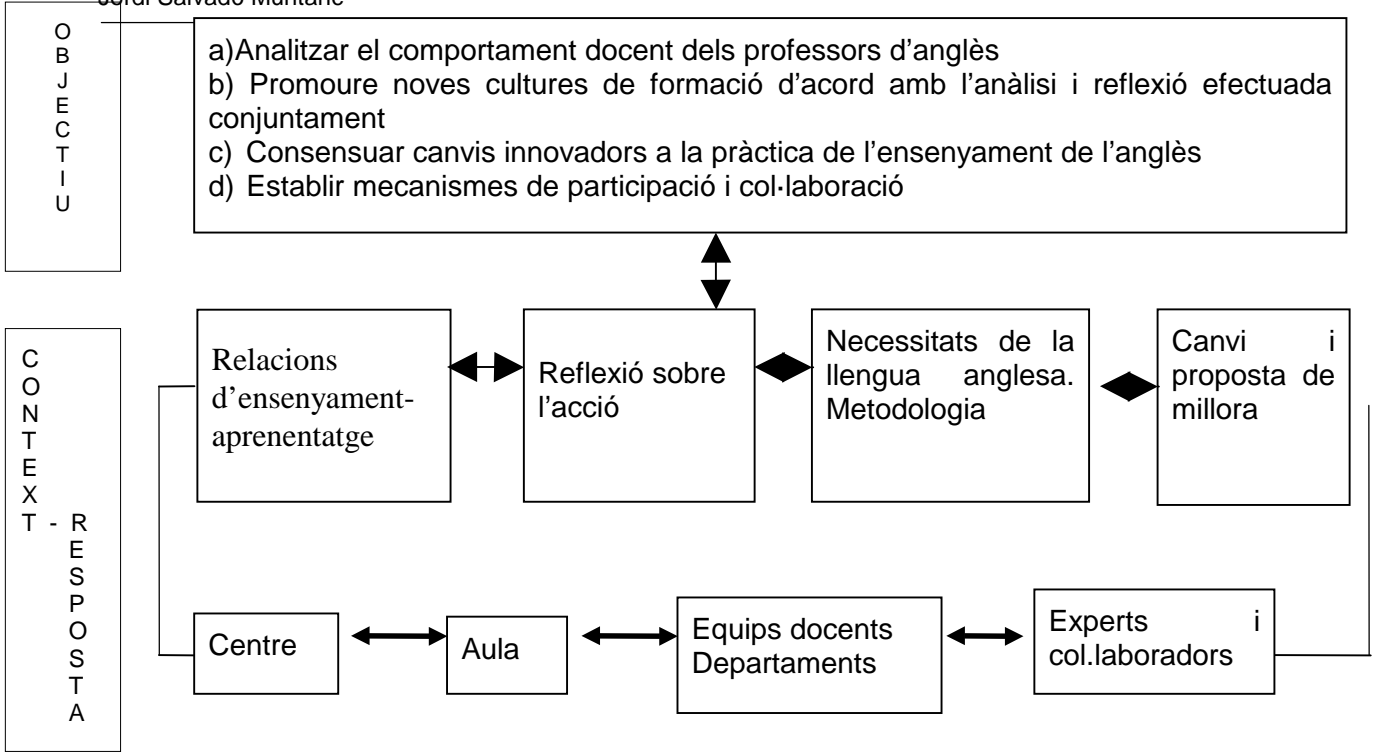 Jordi Salvadó Muntané
O
B
J
E
C
T
I
U
a)Analitzar el comportament docent dels professors d’anglès
b) Promoure noves cultures de formació d’acord amb l’anàlisi i reflexió efectuada
conjuntament
c) Consensuar canvis innovadors a la pràctica de l’ensenyament de l’anglès
d) Establir mecanismes de participació i col·laboració
C
O
N
T
E
X
T - R
E
S
P
O
S
T
A
Relacions
d’ensenyament-
aprenentatge
Reflexió sobre
l’acció
Necessitats de la
llengua anglesa.
Metodologia
Canvi i
proposta de
millora
Centre
Aula
Equips docents
Departaments
Experts i
col.laboradors